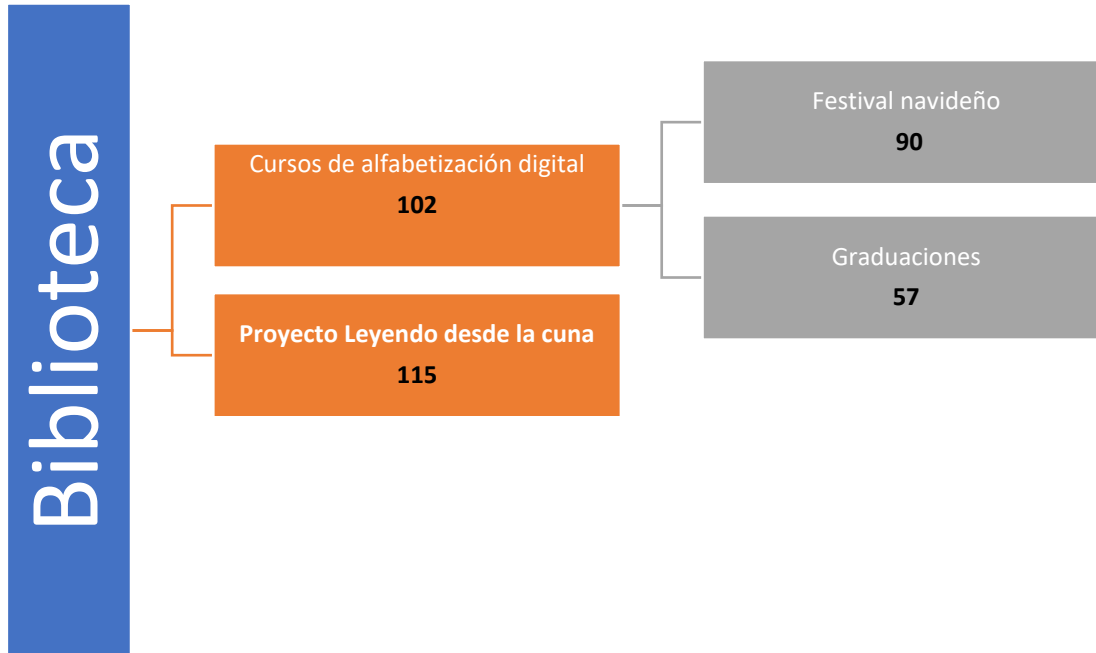 Biblioteca
Cursos de alfabetización digital
102
Proyecto Leyendo desde la cuna
115
Festival navideño
90
Graduaciones
57